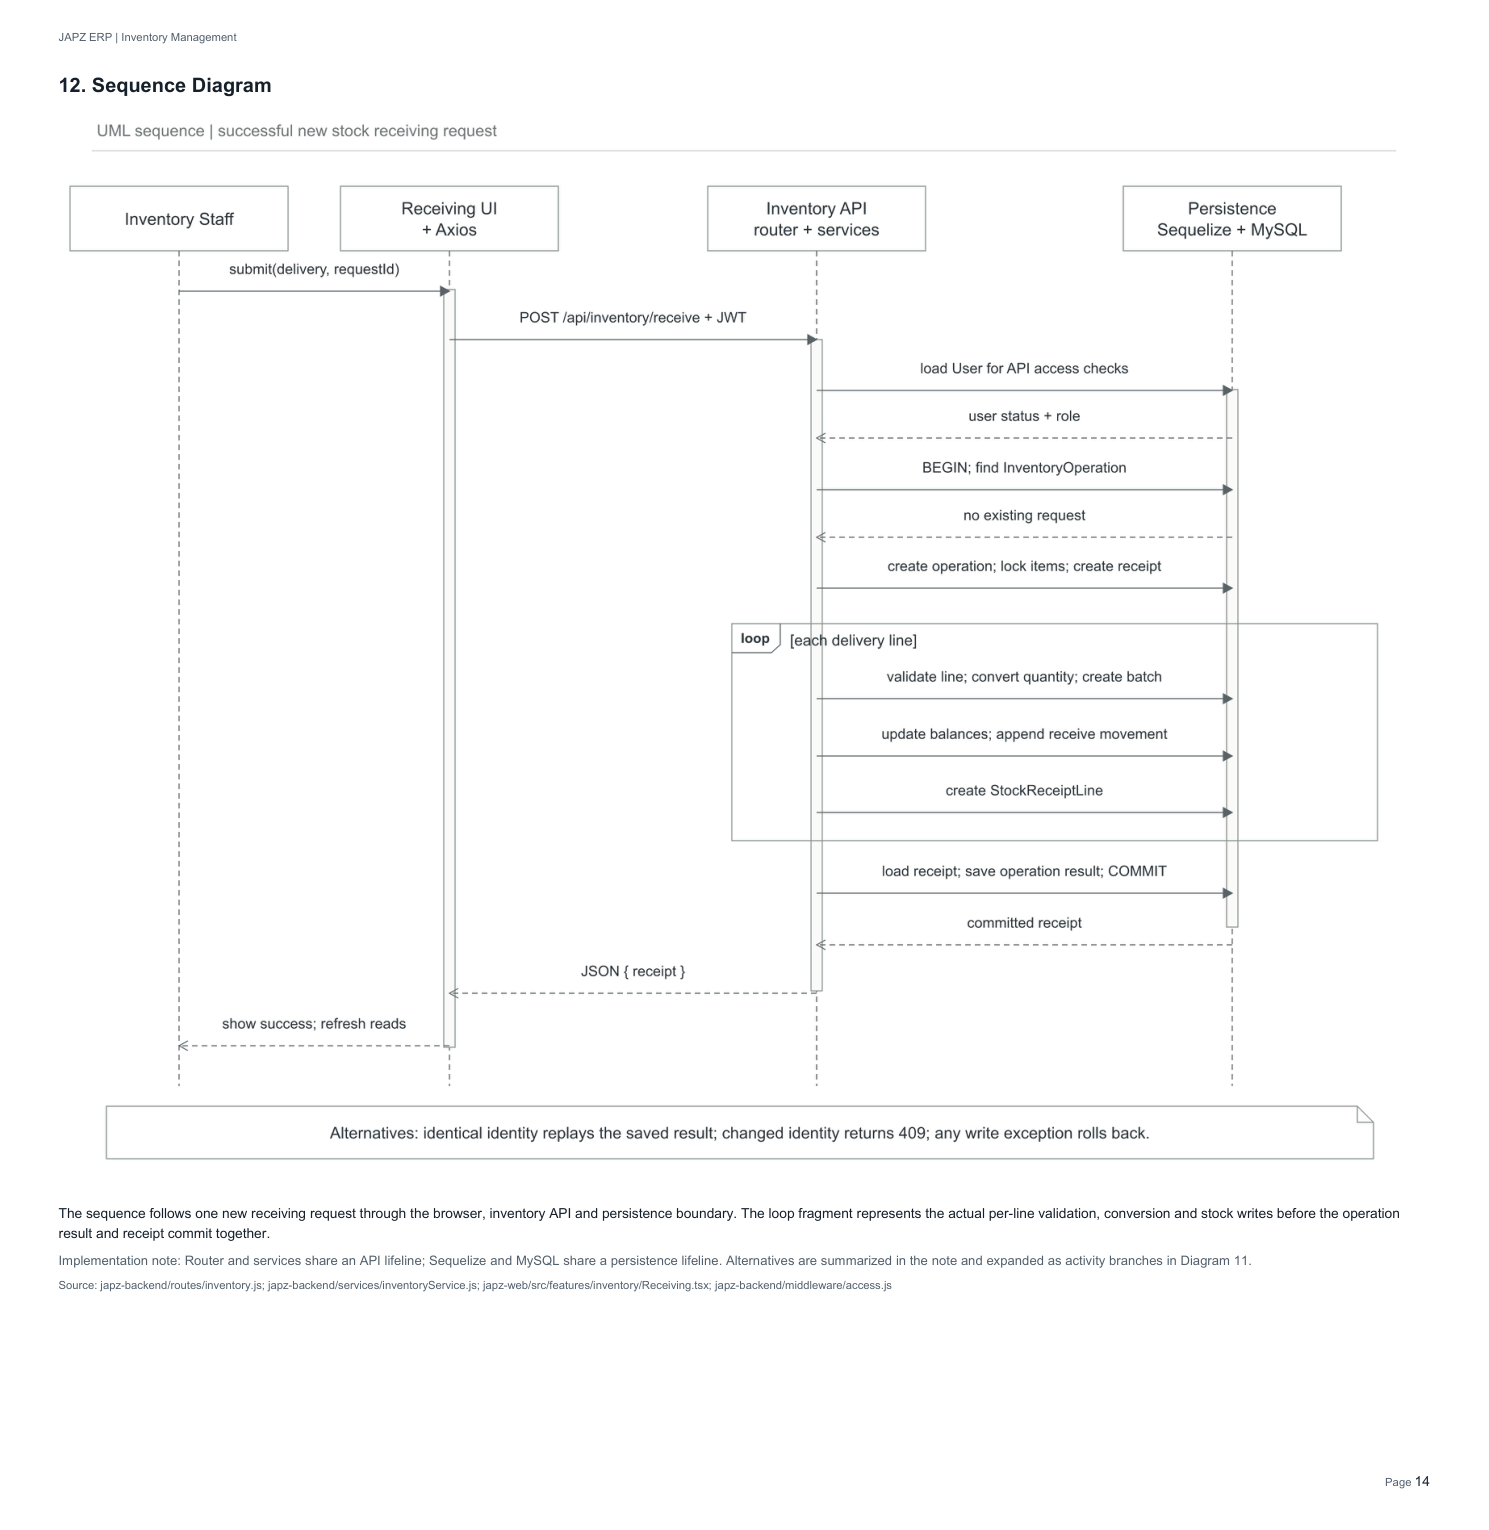 JAPZ ERP | Inventory Management
12. Sequence Diagram
UML sequence | successful new stock receiving request
Inventory Staff
Receiving UI
+ Axios
Inventory API
router + services
Persistence
Sequelize + MySQL
submit(delivery, requestId)
POST /api/inventory/receive + JWT
load User for API access checks
user status + role
BEGIN; find InventoryOperation
no existing request
create operation; lock items; create receipt
loop [each delivery line]
validate line; convert quantity; create batch
update balances; append receive movement
create StockReceiptLine
load receipt; save operation result; COMMIT
committed receipt
JSON { receipt }
show success; refresh reads
Alternatives: identical identity replays the saved result; changed identity returns 409; any write exception rolls back.
The sequence follows one new receiving request through the browser, inventory API and persistence boundary. The loop fragment represents the actual per-line validation, conversion and stock writes before the operation
result and receipt commit together.
Implementation note: Router and services share an API lifeline; Sequelize and MySQL share a persistence lifeline. Alternatives are summarized in the note and expanded as activity branches in Diagram 11.
Source: japz-backend/routes/inventory.js; japz-backend/services/inventoryService.js; japz-web/src/features/inventory/Receiving.tsx; japz-backend/middleware/access.js
Page 14